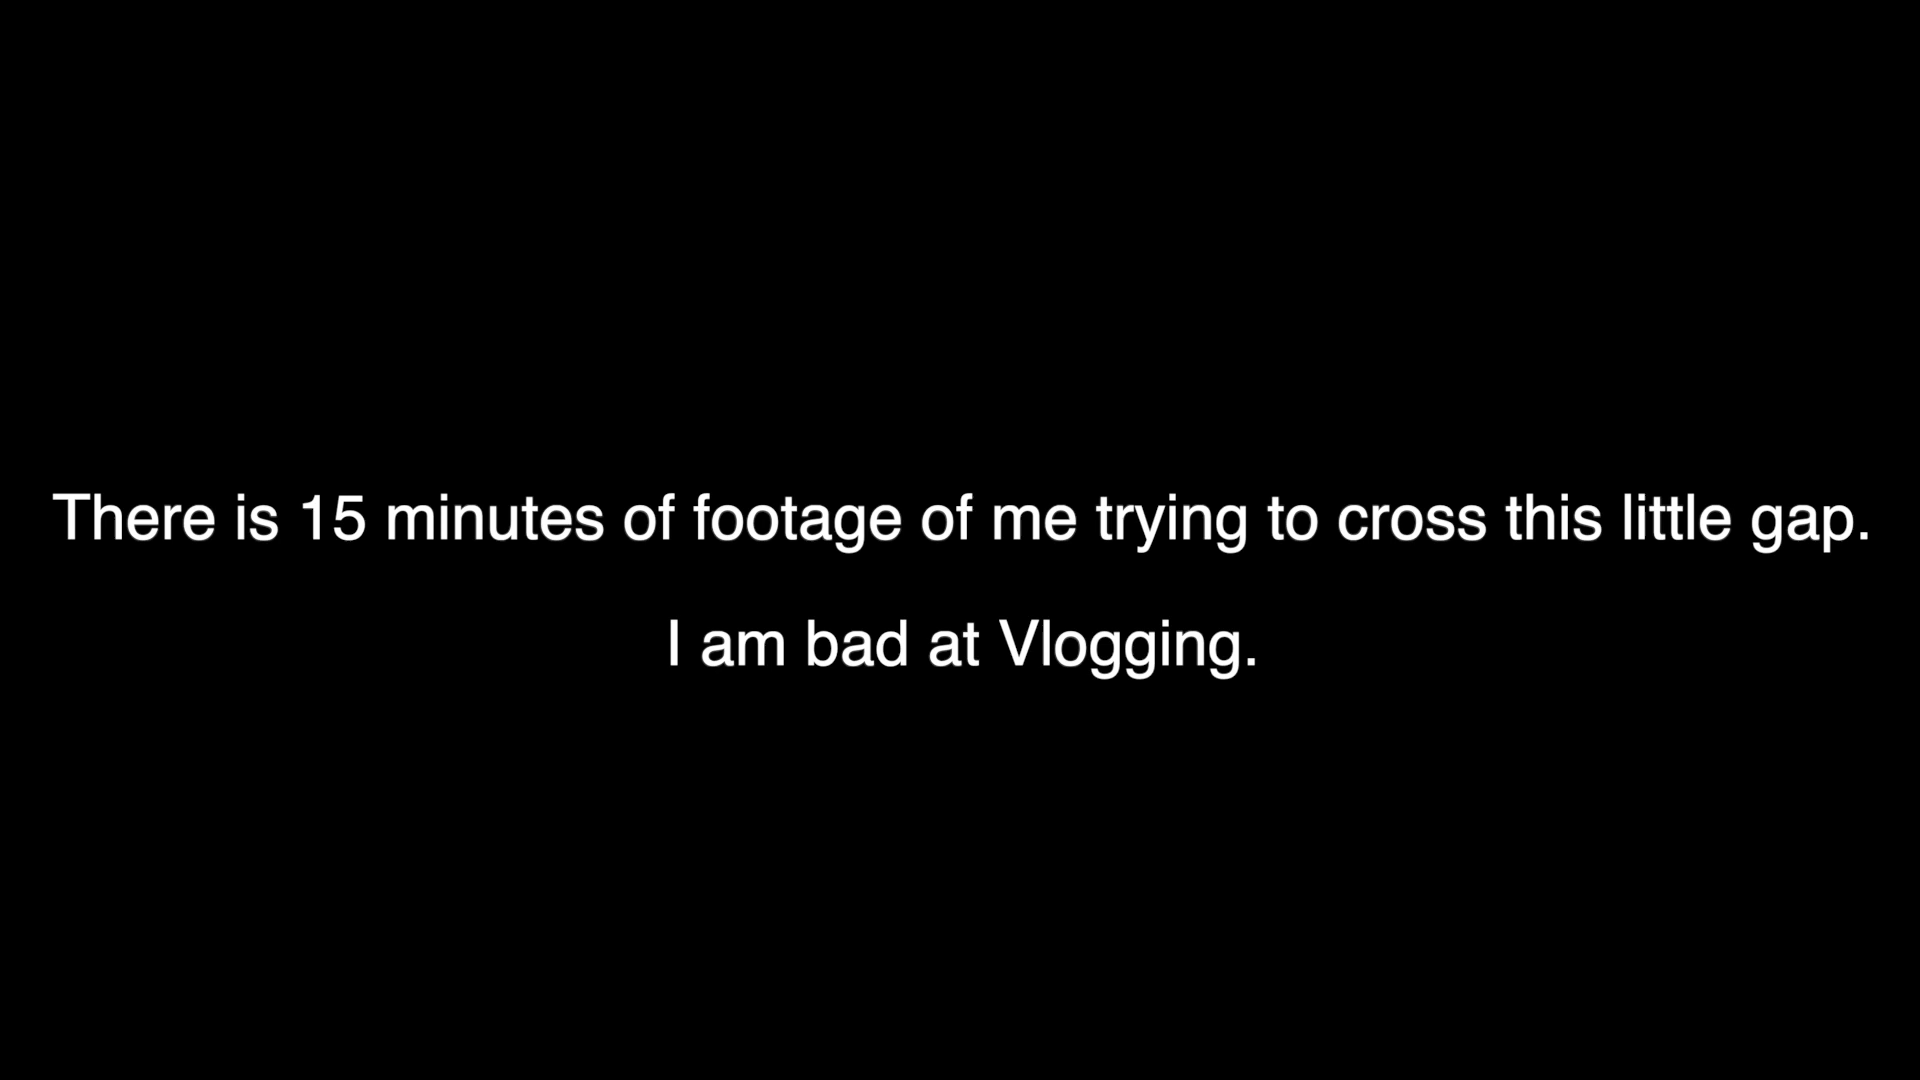 There is 15 minutes of footage of me trying to cross this little gap.
I am bad at Vlogging.